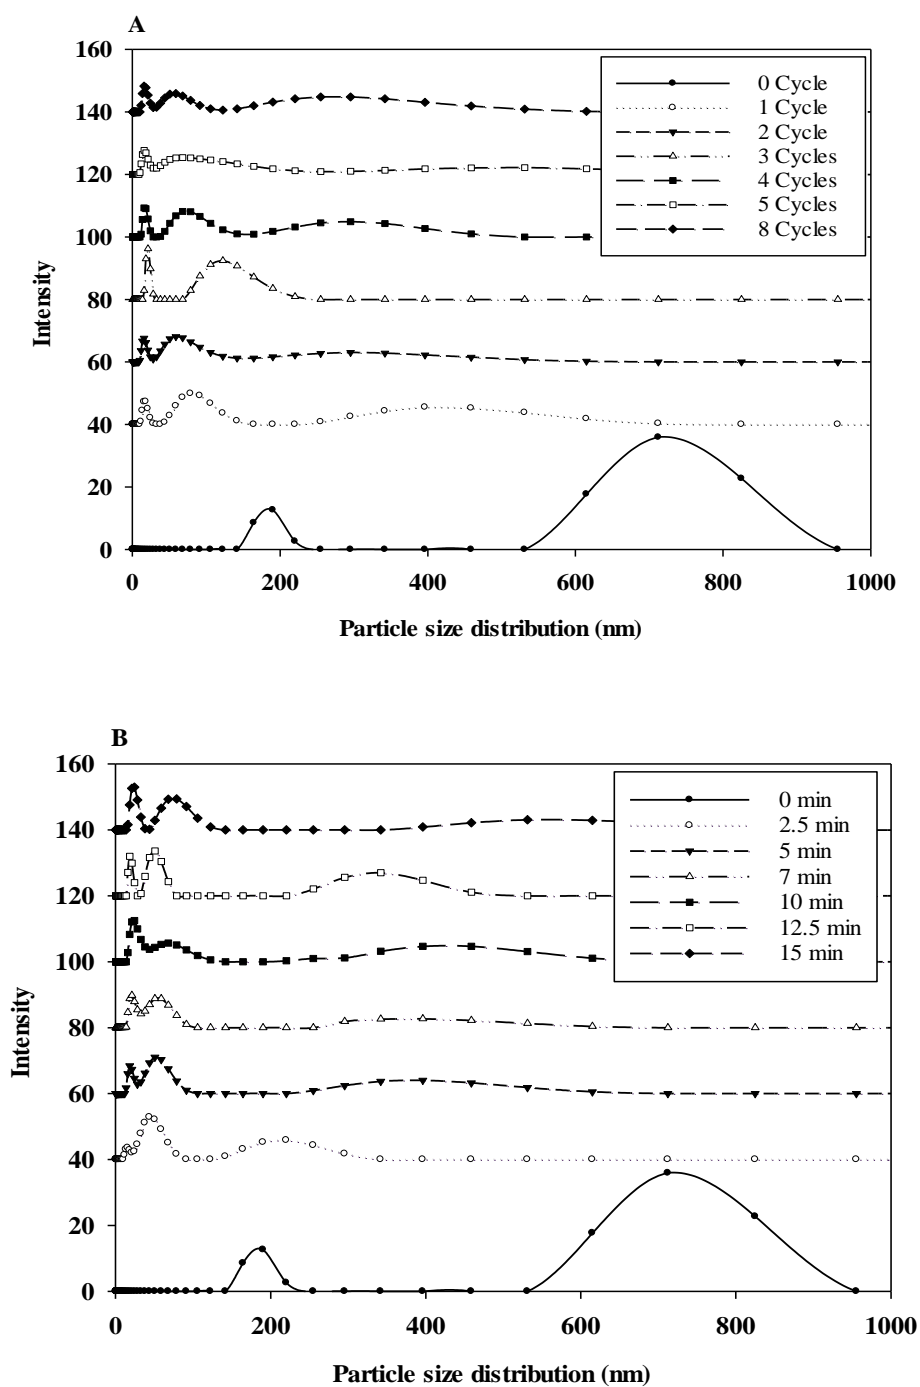 A
160
140
120
100
80
60
40
20
0
Intensity
0 Cycle
1 Cycle
2 Cycle
3 Cycles
4 Cycles
5 Cycles
8 Cycles
0 200 400 600 800 1000
Particle size distribution (nm)
B
160
140
120
100
80
60
40
20
0
Intensity
0 min
2.5 min
5 min
7 min
10 min
12.5 min
15 min
0 200 400 600 800 1000
Particle size distribution (nm)